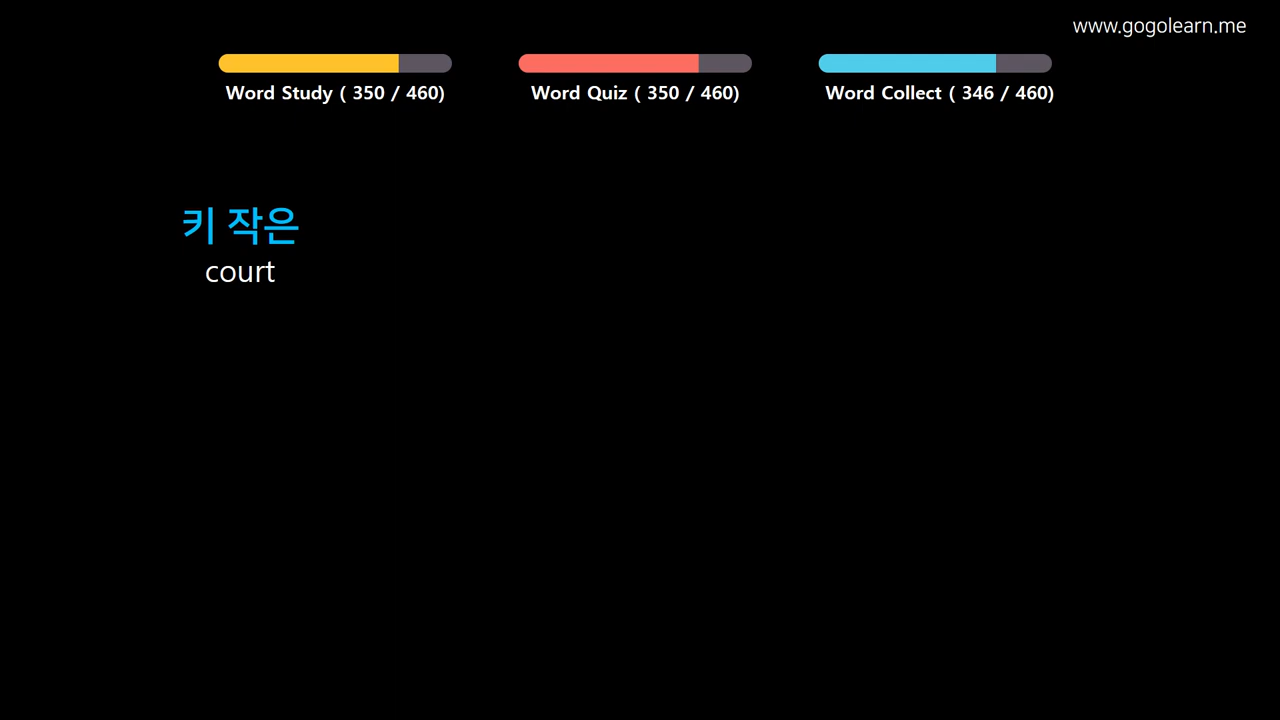 www.gogolearn.me
Word Study ( 350 / 460)
Word Quiz ( 350 / 460)
Word Collect ( 346 / 460)
키 작은
court